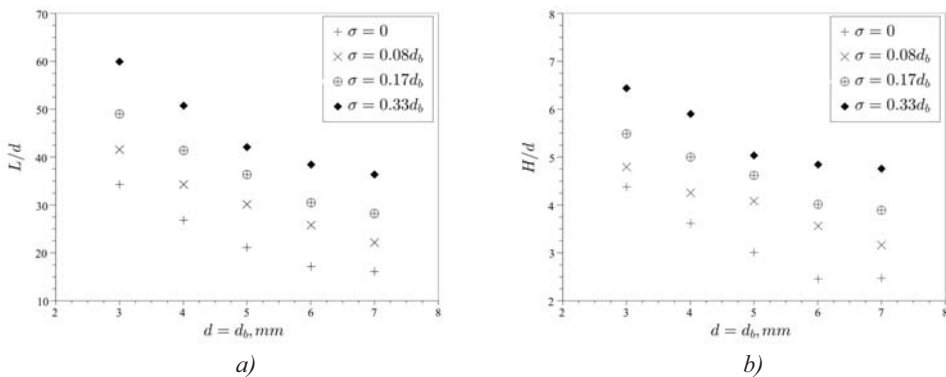 70
60
50
40
30
20
10
L/d
2 3 4 5 6 7 8
d = d_b, mm
+ σ = 0
× σ = 0.08d_b
⊕ σ = 0.17d_b
◆ σ = 0.33d_b
a)
8
7
6
5
4
3
2
H/d
2 3 4 5 6 7 8
d = d_b, mm
+ σ = 0
× σ = 0.08d_b
⊕ σ = 0.17d_b
◆ σ = 0.33d_b
b)